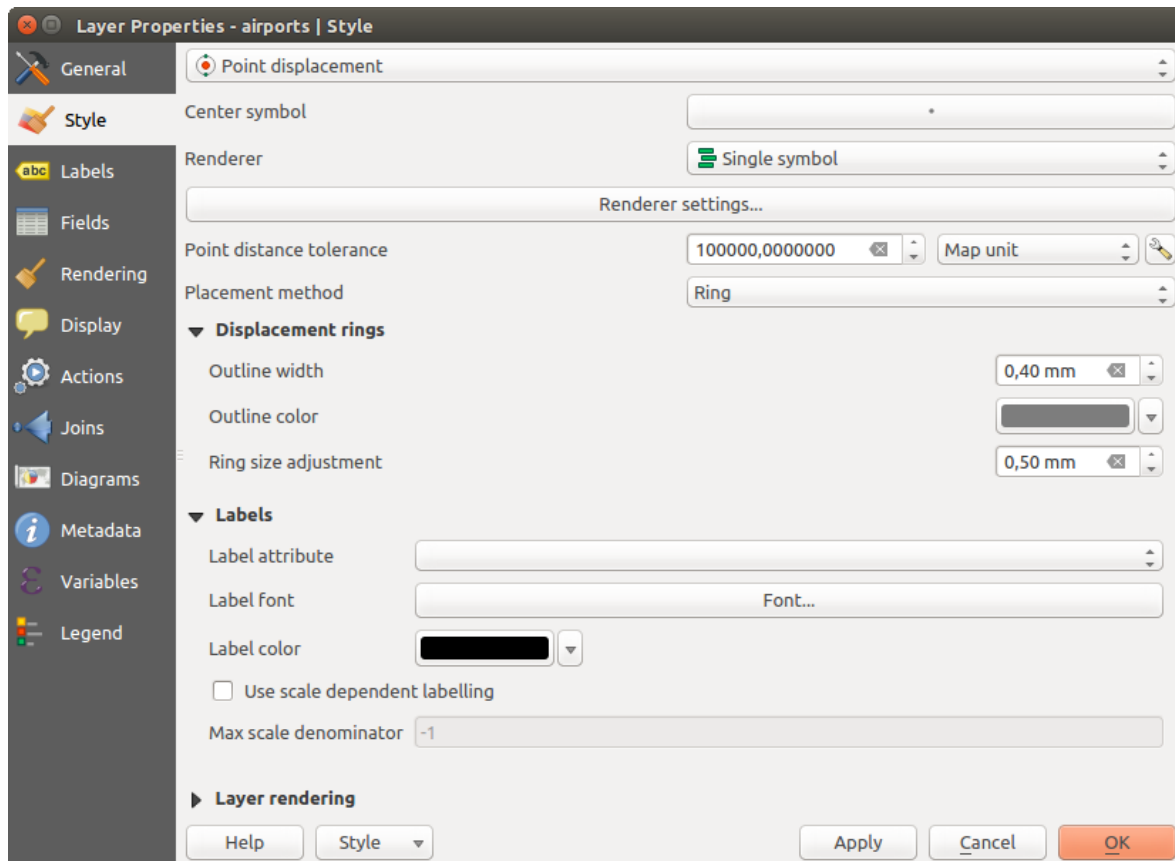 Layer Properties - airports | Style
General
Style
abc Labels
Fields
Rendering
Display
Actions
Joins
Diagrams
Metadata
Variables
Legend
Point displacement
Center symbol
Renderer Single symbol
Renderer settings...
Point distance tolerance 100000,0000000 Map unit
Placement method Ring
Displacement rings
Outline width 0,40 mm
Outline color
Ring size adjustment 0,50 mm
Labels
Label attribute
Label font Font...
Label color
Use scale dependent labelling
Max scale denominator -1
Layer rendering
Help Style Apply Cancel OK